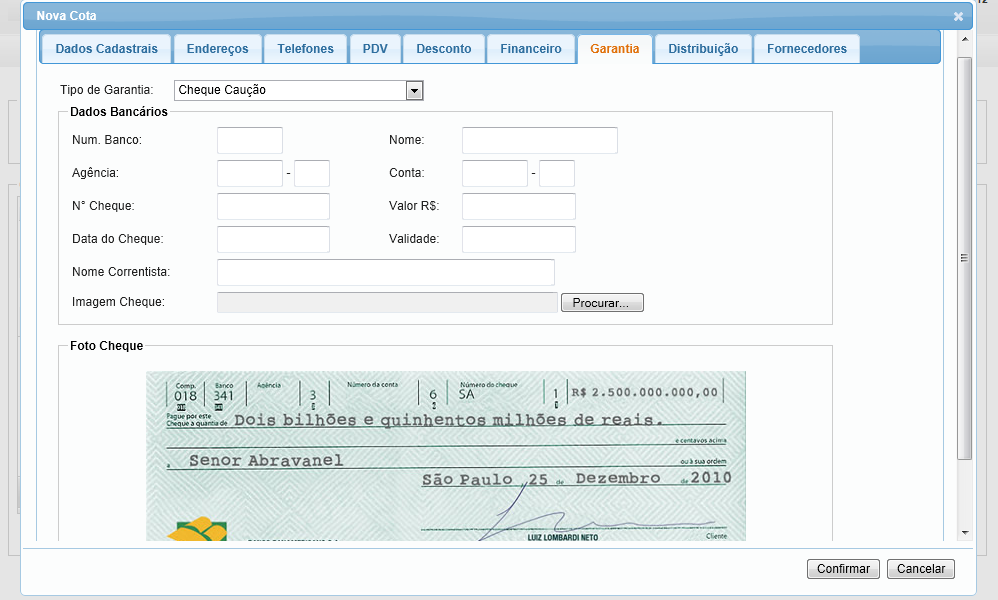 12
Nova Cota
Dados Cadastrais Endereços Telefones PDV Desconto Financeiro Garantia Distribuição Fornecedores
Tipo de Garantia: Cheque Caução
Dados Bancários
Num. Banco: Nome:
Agência: - Conta: -
N° Cheque: Valor R$:
Data do Cheque: Validade:
Nome Correntista:
Imagem Cheque: Procurar...
Foto Cheque
Comp. Banco Agência Número da conta Número do cheque
018 341 3 6 SA 1 R$ 2.500.000.000,00
Pague por este
Cheque a quantia de Dois bilhões e quinhentos milhões de reais.
e centavos acima
. Senor Abravanel ou à sua ordem
São Paulo , 25 de Dezembro de 2010
LUIZ LOMBARDI NETO Cliente
Confirmar Cancelar